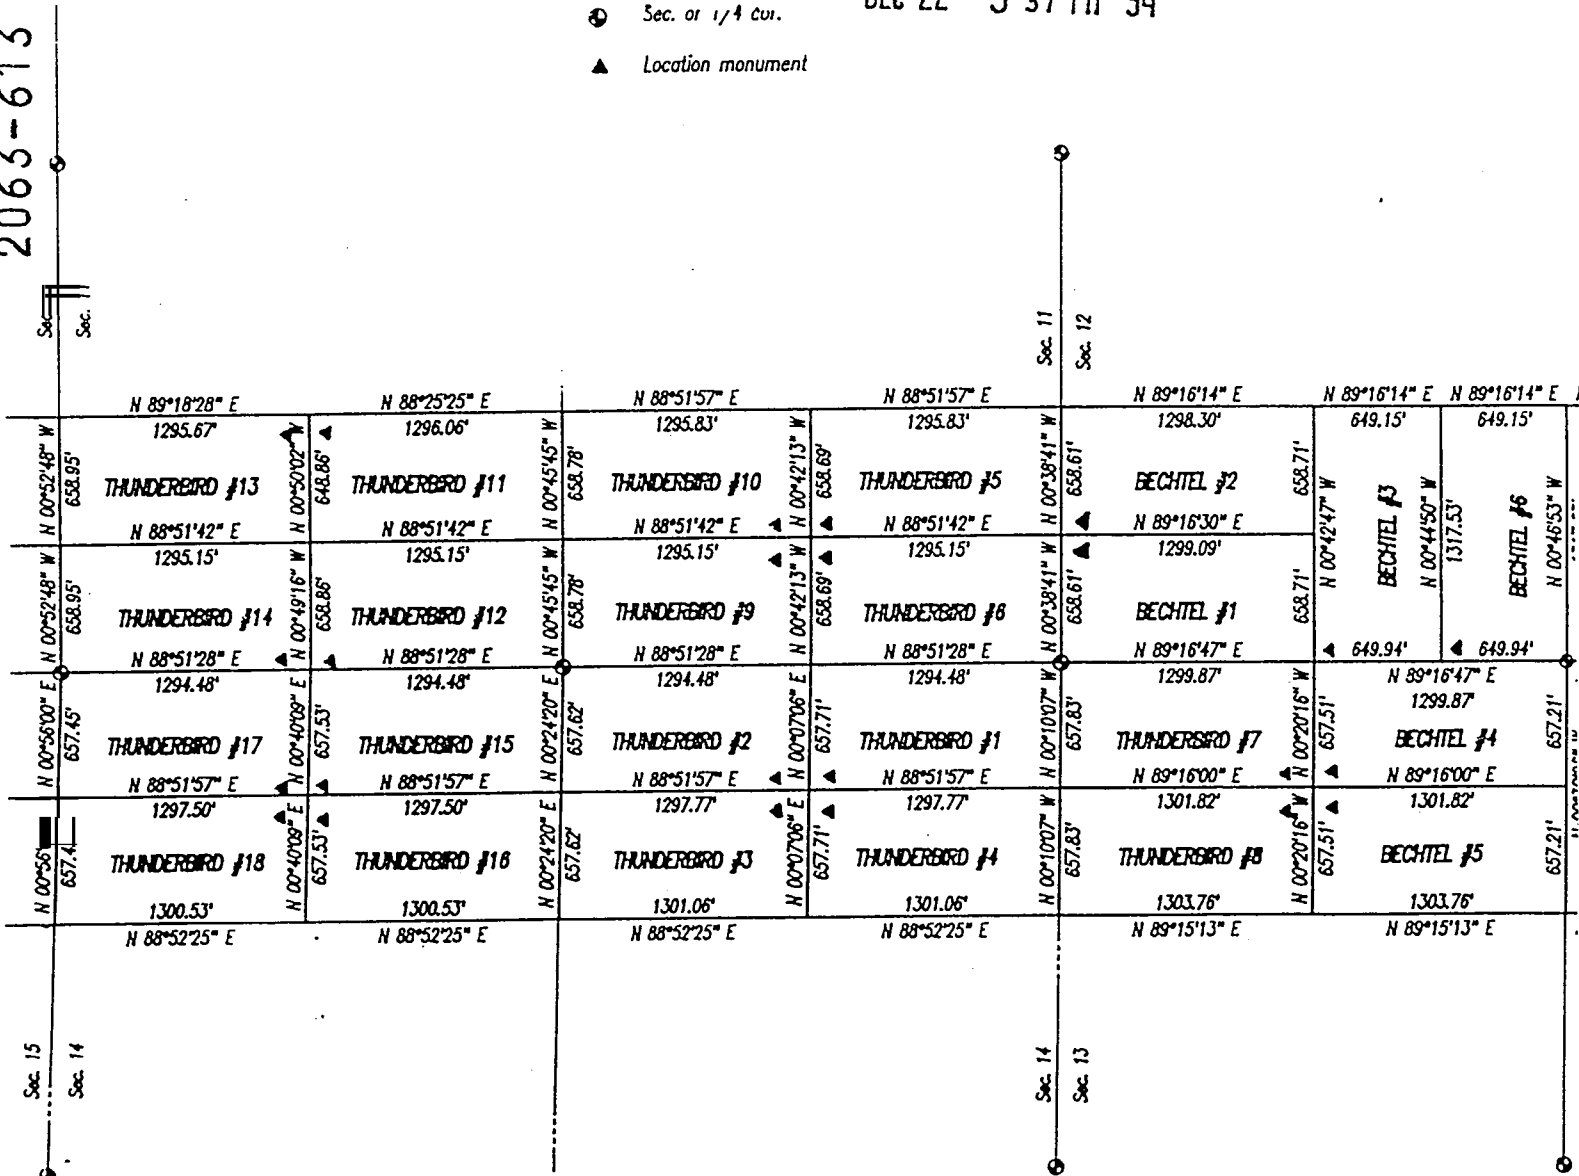 2063-613
Sec. or 1/4 cor.
DEC 22 3 37 PM '94
Location monument
Sec.
Sec.
Sec. 11
Sec. 12
N 89°18'28" E N 88°25'25" E N 88°51'57" E N 88°51'57" E N 89°16'14" E N 89°16'14" E N 89°16'14" E
1295.67' 1296.06' 1295.83' 1295.83' 1298.30' 649.15' 649.15'
N 00°52'48" W 658.95' N 00°50'02" W 648.86' N 00°45'45" W 658.78' N 00°42'13" W 658.69' N 00°38'41" W 658.61' 658.71' N 00°42'47" W N 00°44'50" W 1317.53' N 00°46'53" W
THUNDERBIRD #13 THUNDERBIRD #11 THUNDERBIRD #10 THUNDERBIRD #5 BECHTEL #2 BECHTEL #3 BECHTEL #6
N 88°51'42" E N 88°51'42" E N 88°51'42" E N 88°51'42" E N 89°16'30" E
1295.15' 1295.15' 1295.15' 1295.15' 1299.09'
N 00°52'48" W 658.95' N 00°49'16" W 658.86' N 00°45'45" W 658.78' N 00°42'13" W 658.69' N 00°38'41" W 658.61' 658.71'
THUNDERBIRD #14 THUNDERBIRD #12 THUNDERBIRD #9 THUNDERBIRD #6 BECHTEL #1
N 88°51'28" E N 88°51'28" E N 88°51'28" E N 88°51'28" E N 89°16'47" E 649.94' 649.94'
1294.48' 1294.48' 1294.48' 1294.48' 1299.87' N 89°16'47" E
1299.87'
N 00°56'00" E 657.45' N 00°40'09" E 657.53' N 00°24'20" E 657.62' N 00°07'06" E 657.71' N 00°10'07" W 657.83' N 00°20'16" W 657.51' 657.21'
THUNDERBIRD #17 THUNDERBIRD #15 THUNDERBIRD #2 THUNDERBIRD #1 THUNDERBIRD #7 BECHTEL #4
N 88°51'57" E N 88°51'57" E N 88°51'57" E N 88°51'57" E N 89°16'00" E N 89°16'00" E
1297.50' 1297.50' 1297.77' 1297.77' 1301.82' 1301.82'
N 00°56' 657.4 N 00°40'09" E 657.53' N 00°24'20" E 657.62' N 00°07'06" E 657.71' N 00°10'07" W 657.83' N 00°20'16" W 657.51' 657.21'
THUNDERBIRD #18 THUNDERBIRD #16 THUNDERBIRD #3 THUNDERBIRD #4 THUNDERBIRD #8 BECHTEL #5
1300.53' 1300.53' 1301.06' 1301.06' 1303.76' 1303.76'
N 88°52'25" E N 88°52'25" E N 88°52'25" E N 88°52'25" E N 89°15'13" E N 89°15'13" E
Sec. 15
Sec. 14
Sec. 14
Sec. 13